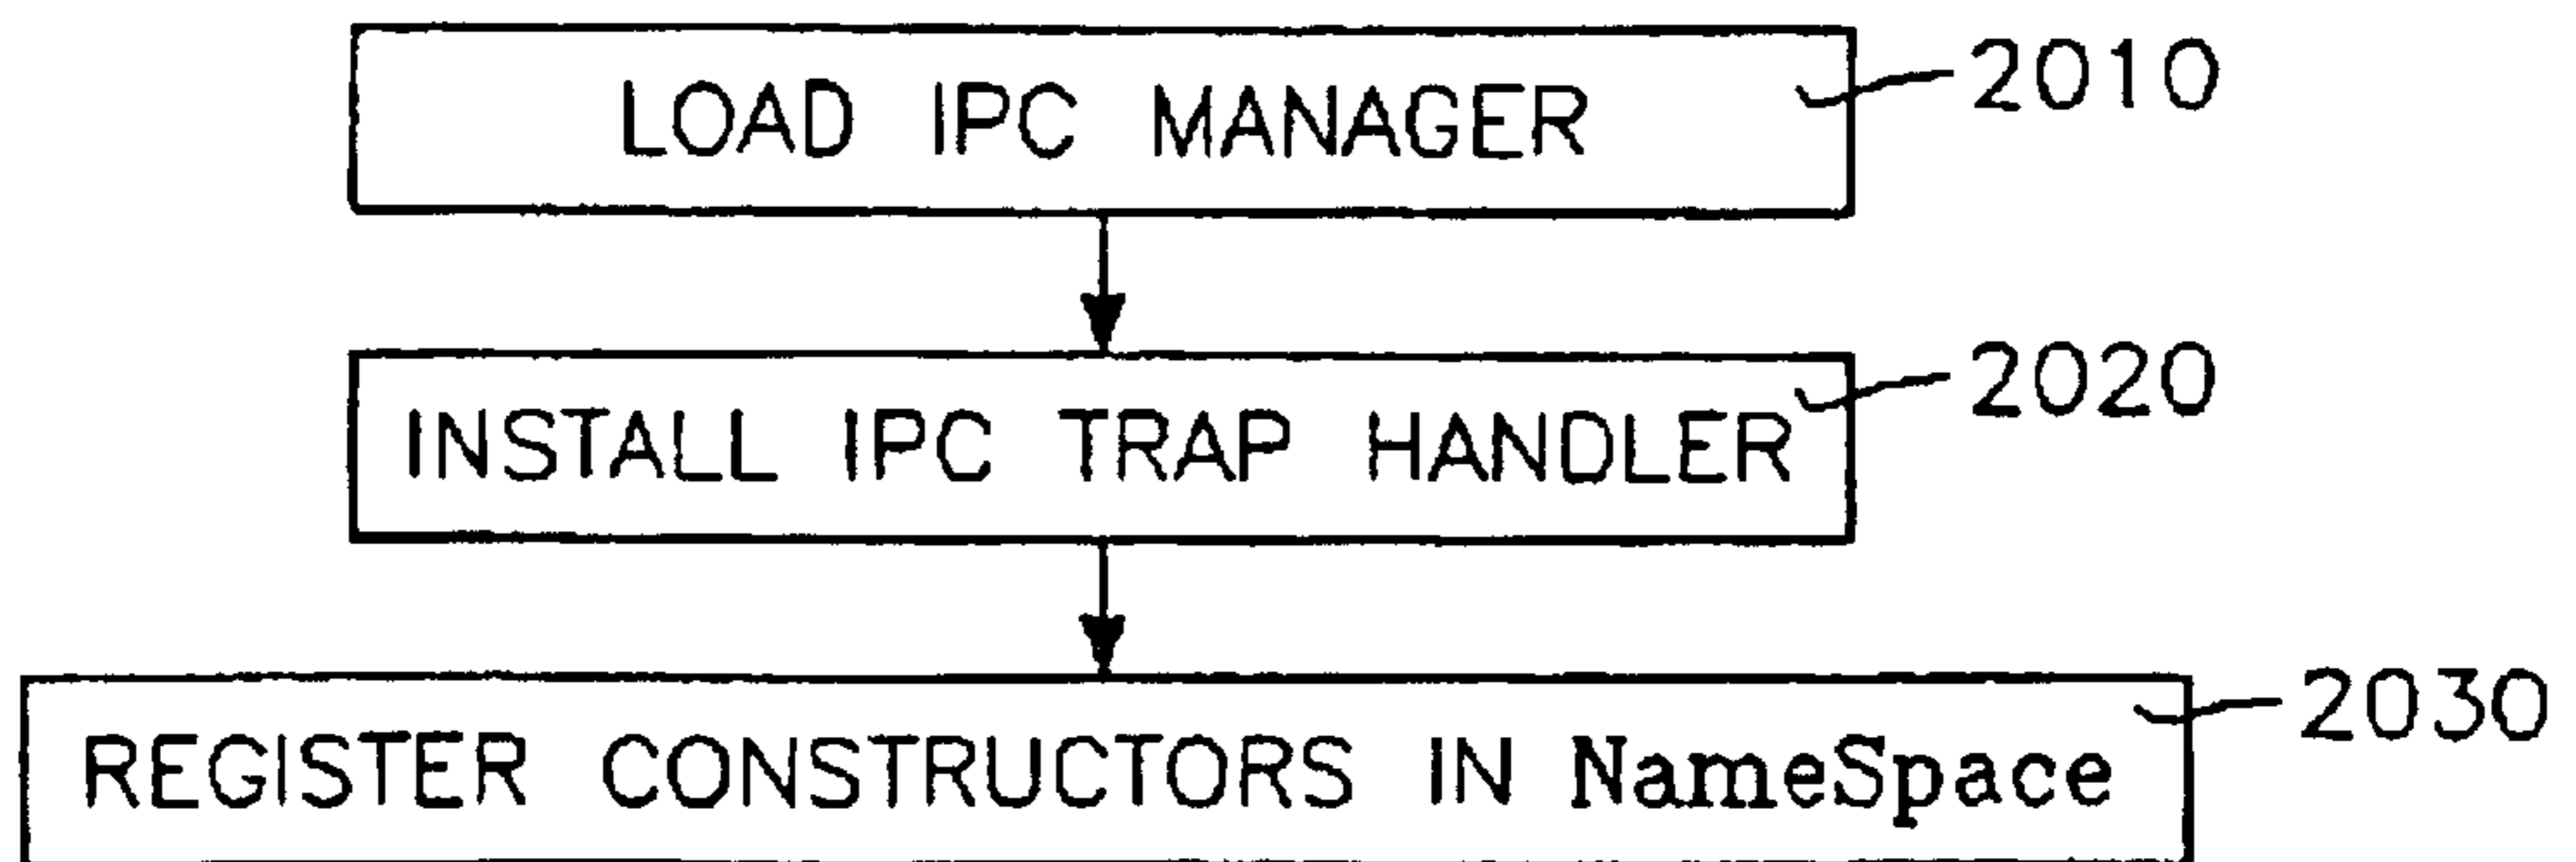 LOAD IPC MANAGER 2010
INSTALL IPC TRAP HANDLER 2020
REGISTER CONSTRUCTORS IN NameSpace 2030